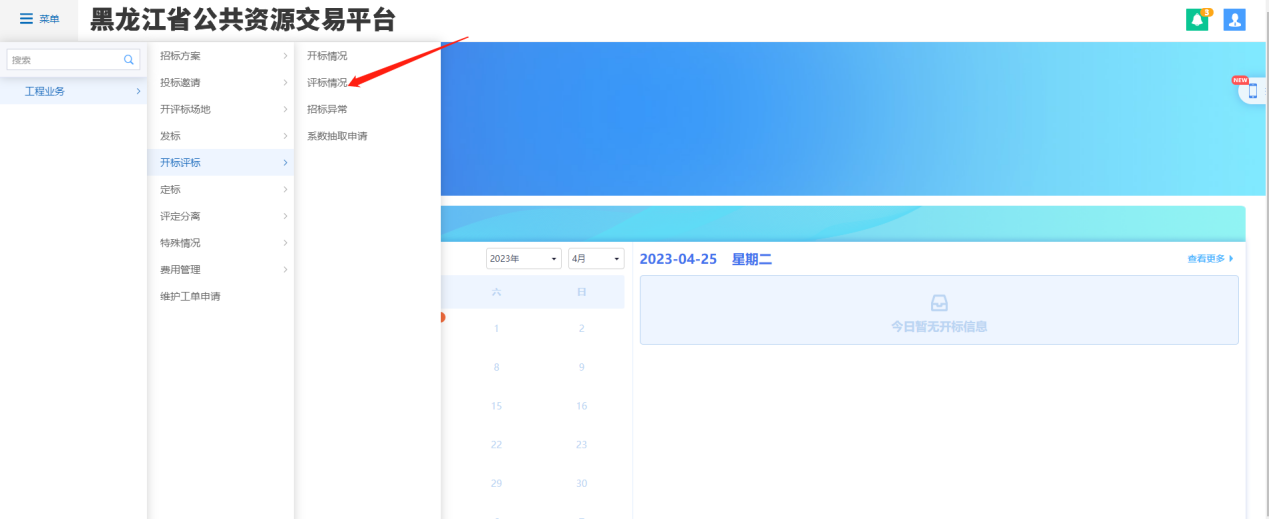 菜单
黑龙江省公共资源交易平台
3
搜索
工程业务
招标方案
投标邀请
开评标场地
发标
开标评标
定标
评定分离
特殊情况
费用管理
维护工单申请
开标情况
评标情况
招标异常
系数抽取申请
NEW
2023年
4月
六 日
1 2
8 9
15 16
22 23
29 30
2023-04-25 星期二
查看更多
今日暂无开标信息